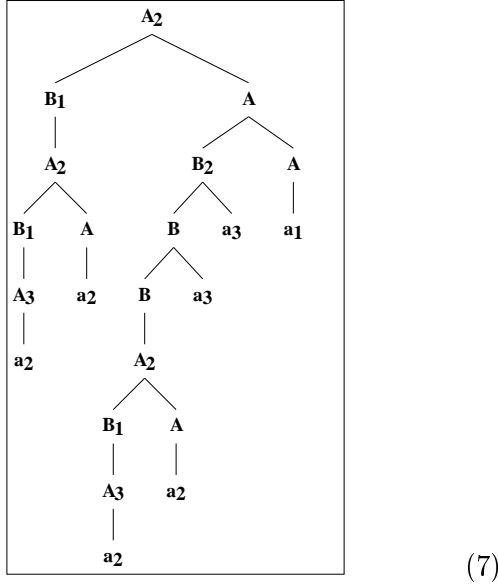 A2
B1 A
A2 B2 A
B1 A B a3 a1
A3 a2 B a3
a2 A2
B1 A
A3 a2
a2 (7)